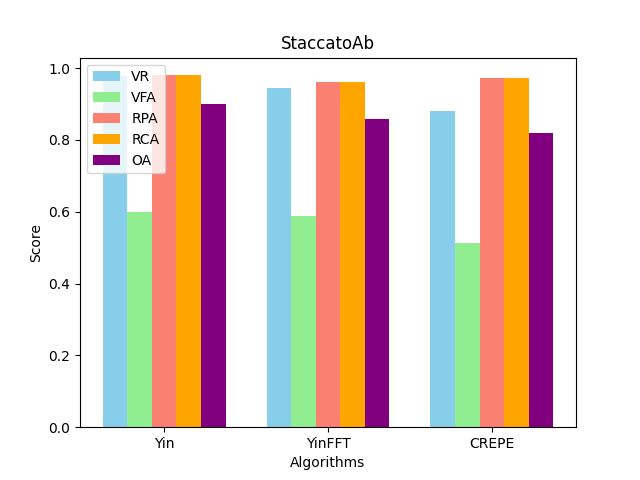 StaccatoAb
VR
VFA
RPA
RCA
OA
1.0
0.8
0.6
0.4
0.2
0.0
Score
Yin
YinFFT
CREPE
Algorithms